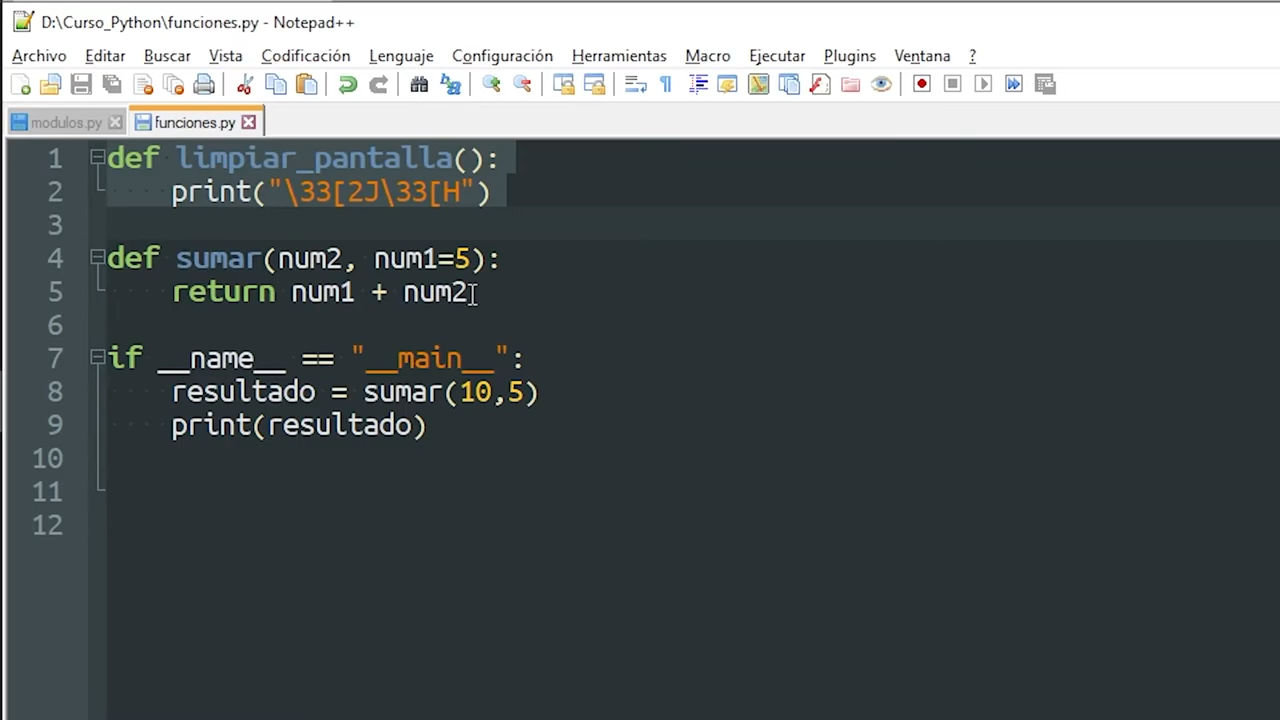 D:\Curso_Python\funciones.py - Notepad++
Archivo Editar Buscar Vista Codificación Lenguaje Configuración Herramientas Macro Ejecutar Plugins Ventana ?
modulos.py funciones.py
1 def limpiar_pantalla():
2 print("\33[2J\33[H")
3
4 def sumar(num2, num1=5):
5 return num1 + num2
6
7 if __name__ == "__main__":
8 resultado = sumar(10,5)
9 print(resultado)
10
11
12